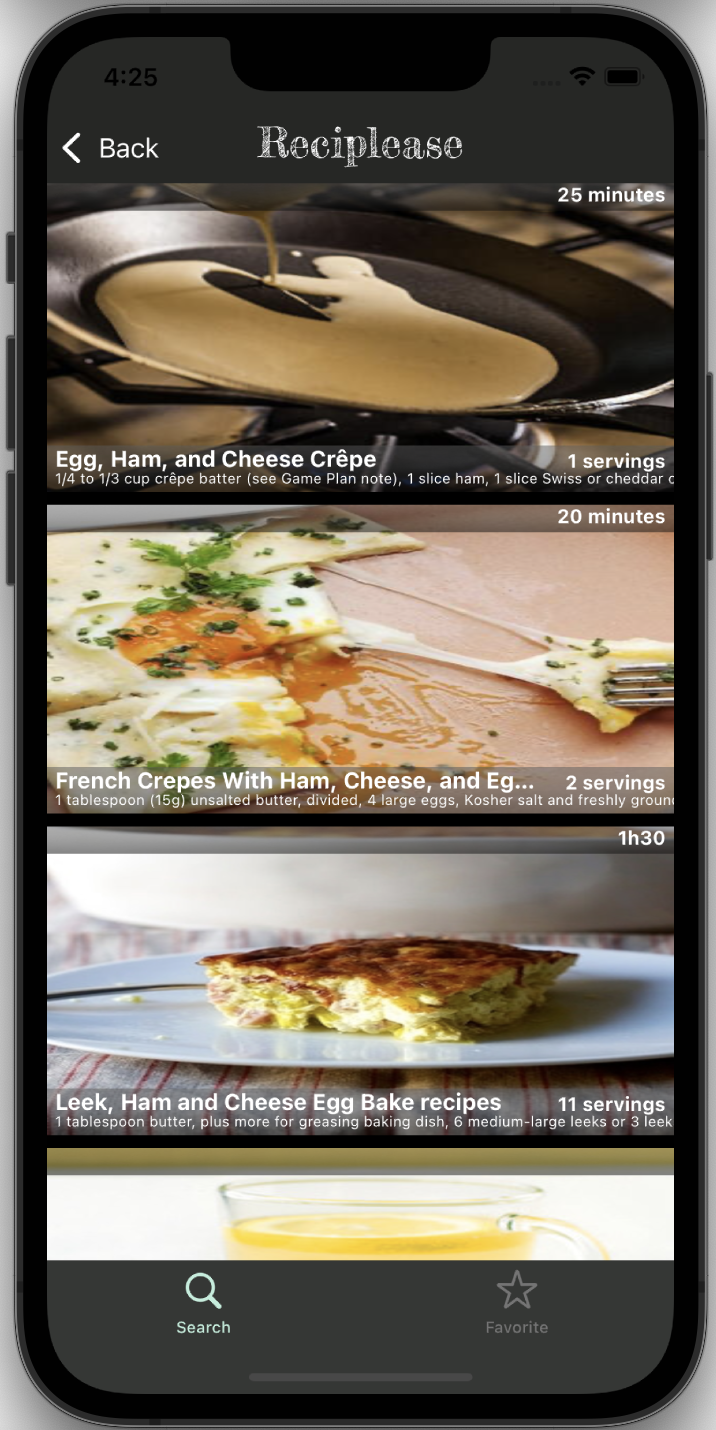 4:25
Back
Reciplease
25 minutes
Egg, Ham, and Cheese Crêpe
1 servings
1/4 to 1/3 cup crêpe batter (see Game Plan note), 1 slice ham, 1 slice Swiss or cheddar c
20 minutes
French Crepes With Ham, Cheese, and Eg...
2 servings
1 tablespoon (15g) unsalted butter, divided, 4 large eggs, Kosher salt and freshly ground
1h30
Leek, Ham and Cheese Egg Bake recipes
11 servings
1 tablespoon butter, plus more for greasing baking dish, 6 medium-large leeks or 3 leek
Search
Favorite